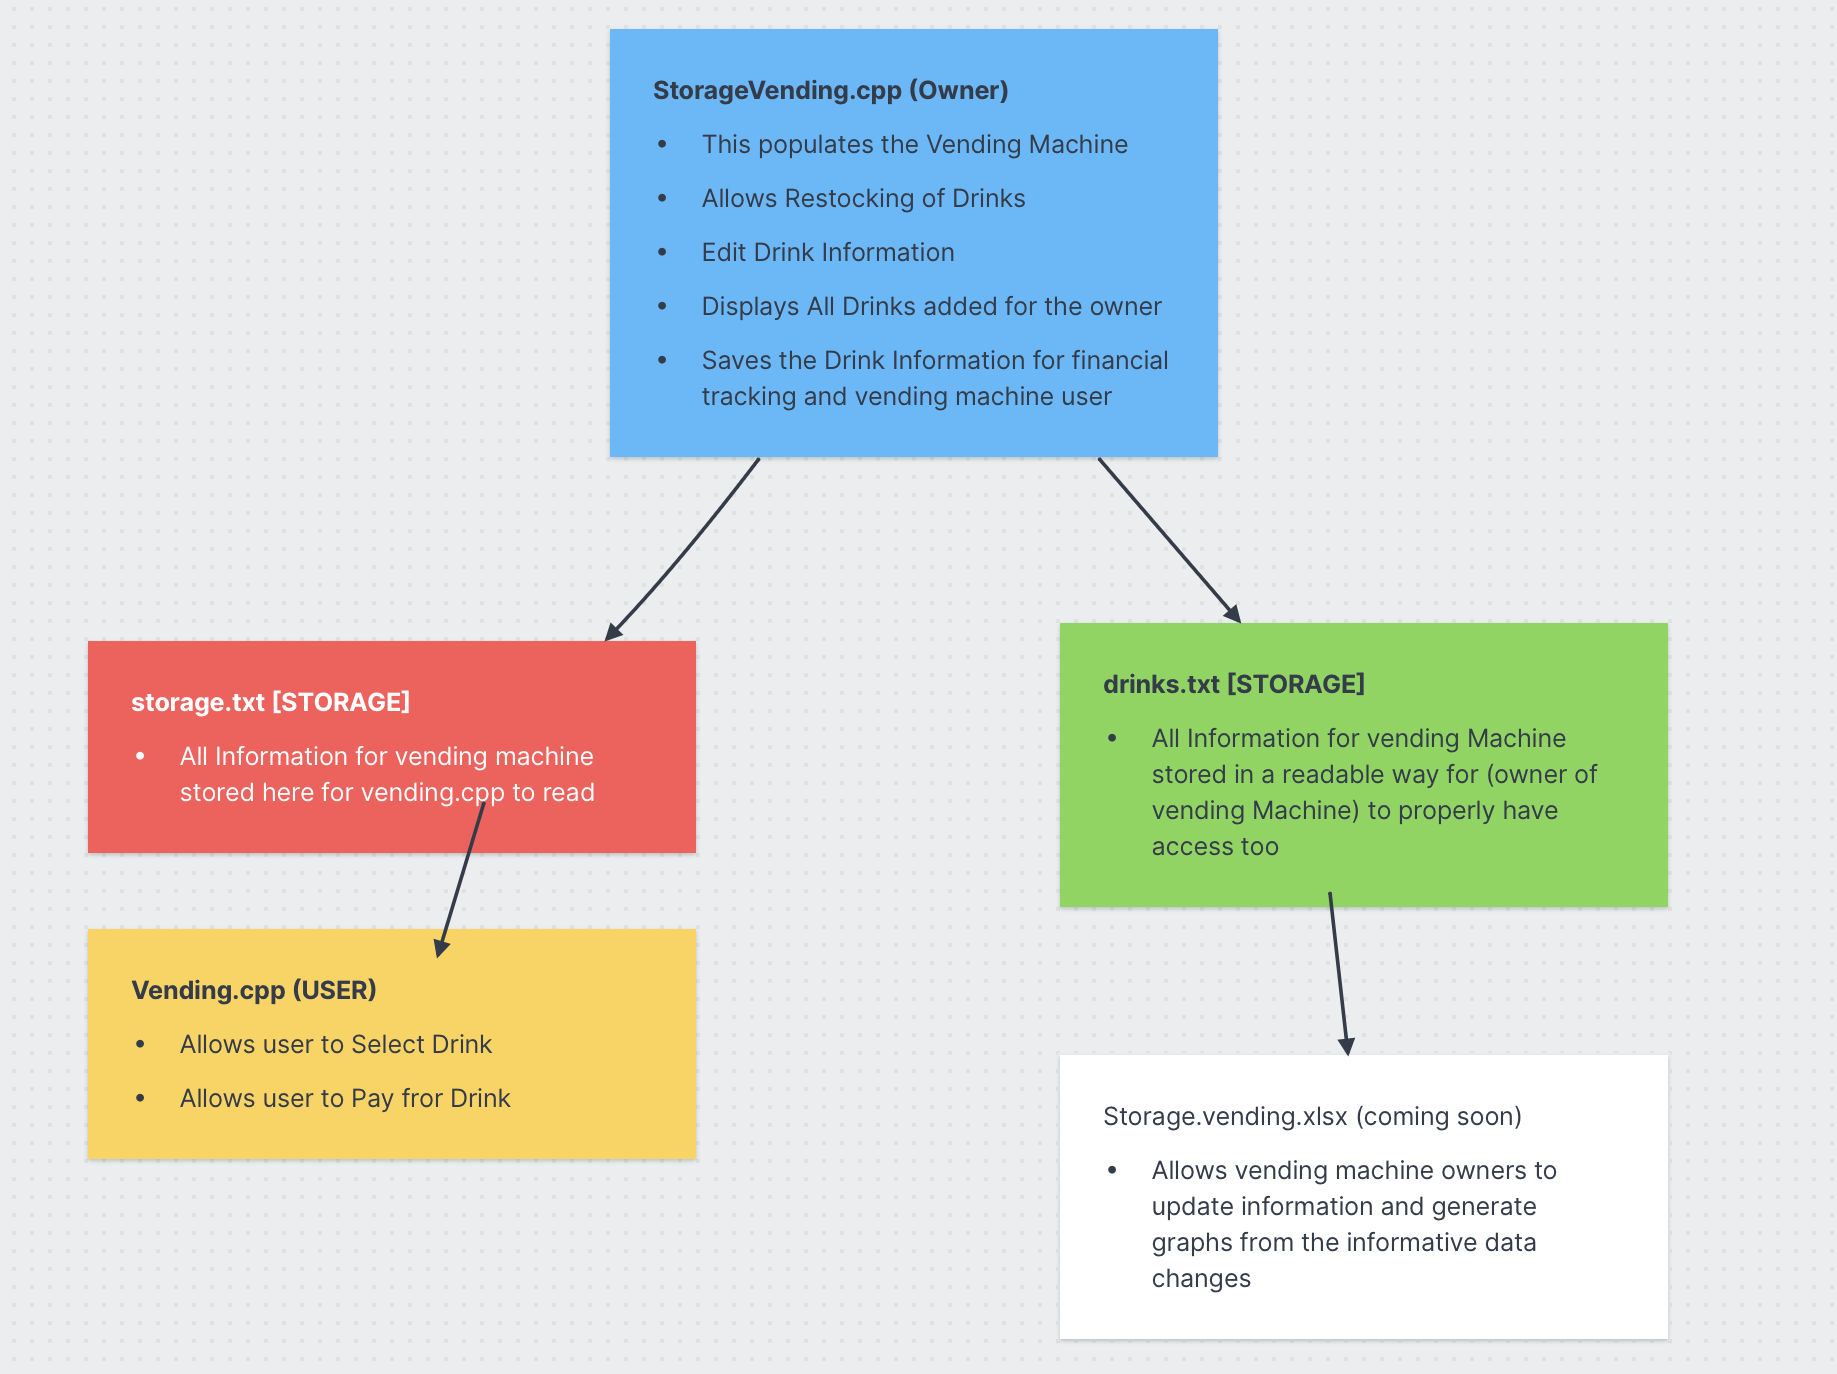 StorageVending.cpp (Owner)
• This populates the Vending Machine
• Allows Restocking of Drinks
• Edit Drink Information
• Displays All Drinks added for the owner
• Saves the Drink Information for financial
tracking and vending machine user
storage.txt [STORAGE]
• All Information for vending machine
stored here for vending.cpp to read
Vending.cpp (USER)
• Allows user to Select Drink
• Allows user to Pay fror Drink
drinks.txt [STORAGE]
• All Information for vending Machine
stored in a readable way for (owner of
vending Machine) to properly have
access too
Storage.vending.xlsx (coming soon)
• Allows vending machine owners to
update information and generate
graphs from the informative data
changes